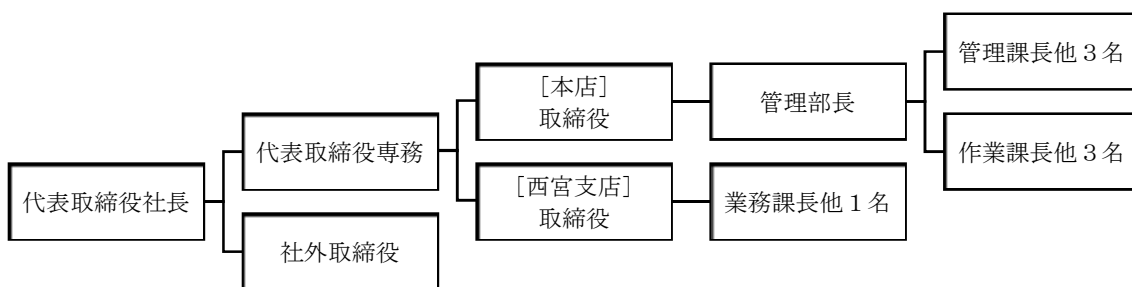 代表取締役社長
代表取締役専務
社外取締役
[本店]
取締役
[西宮支店]
取締役
管理部長
業務課長他１名
管理課長他３名
作業課長他３名